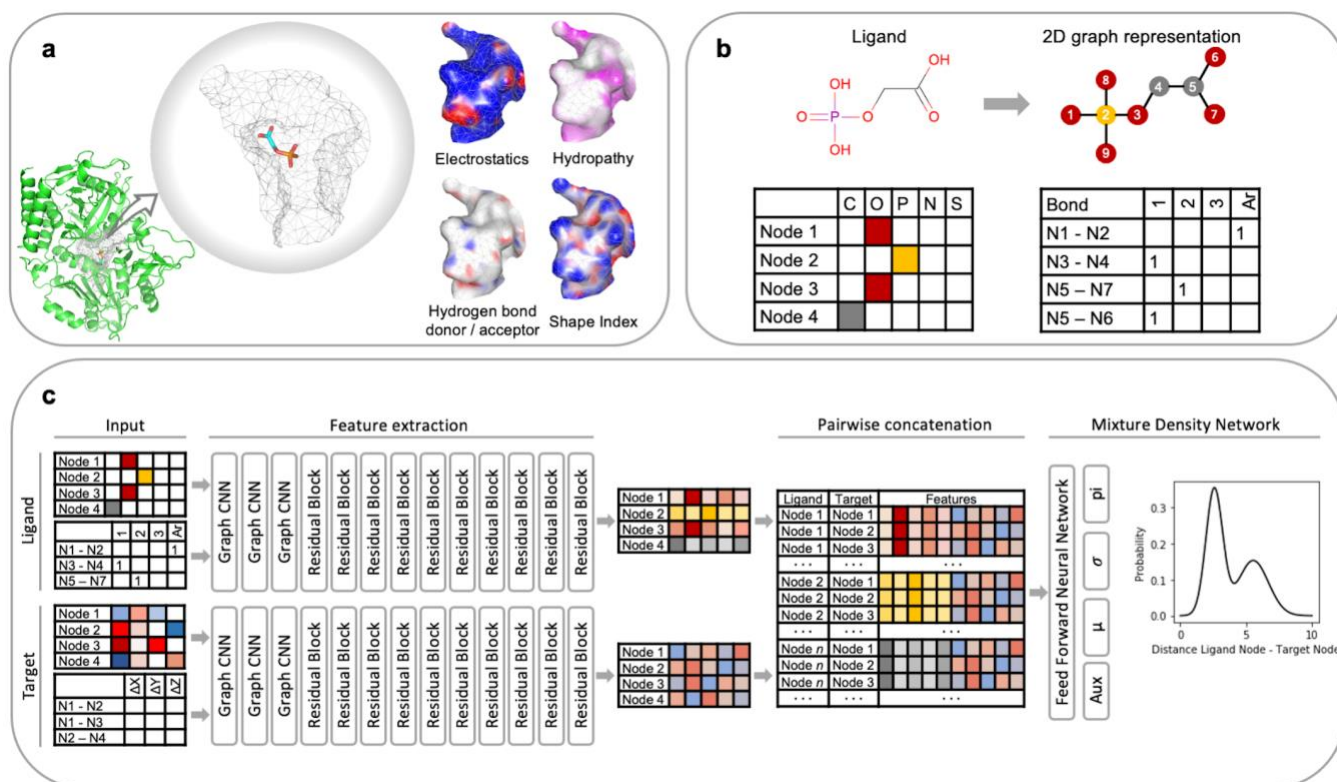 a
Electrostatics
Hydropathy
Hydrogen bond
donor / acceptor
Shape Index
b
Ligand
2D graph representation
OH
OH
O
P
O
O
OH
8
6
4
5
1
2
3
7
9
C O P N S
Node 1
Node 2
Node 3
Node 4
Bond 1 2 3 Ar
N1 - N2 1
N3 - N4 1
N5 – N7 1
N5 – N6 1
c
Input
Feature extraction
Pairwise concatenation
Mixture Density Network
Ligand
Node 1
Node 2
Node 3
Node 4
1 2 3 Ar
N1 - N2 1
N3 – N4 1
N5 – N7 1
Graph CNN
Graph CNN
Graph CNN
Residual Block
Residual Block
Residual Block
Residual Block
Residual Block
Residual Block
Residual Block
Residual Block
Residual Block
Residual Block
Node 1
Node 2
Node 3
Node 4
Target
Node 1
Node 2
Node 3
Node 4
ΔX ΔY ΔZ
N1 - N2
N1 - N3
N2 – N4
Graph CNN
Graph CNN
Graph CNN
Residual Block
Residual Block
Residual Block
Residual Block
Residual Block
Residual Block
Residual Block
Residual Block
Residual Block
Residual Block
Node 1
Node 2
Node 3
Node 4
Ligand Target Features
Node 1 Node 1
Node 1 Node 2
Node 1 Node 3
... ... ...
Node 2 Node 1
Node 2 Node 2
Node 2 Node 3
... ... ...
Node n Node 1
Node n Node 2
Node n Node 3
... ... ...
Feed Forward Neural Network
pi
σ
μ
Aux
Probability
0.3
0.2
0.1
0.0
0 5 10
Distance Ligand Node - Target Node